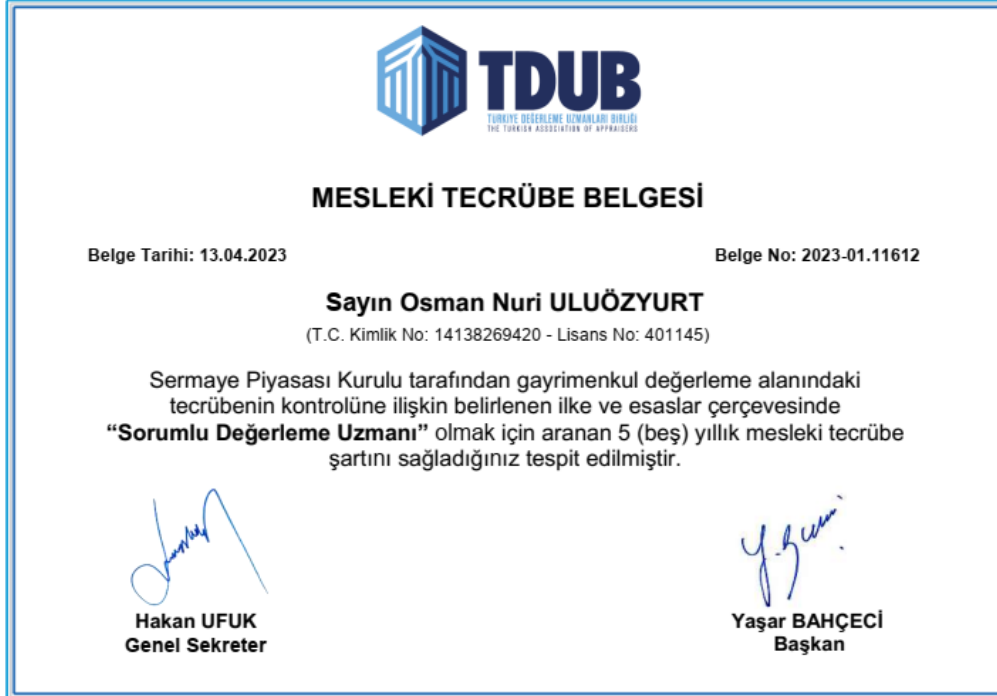 TDUB
TÜRKİYE DEĞERLEME UZMANLARI BİRLİĞİ
THE TURKISH ASSOCIATION OF APPRAISERS
MESLEKİ TECRÜBE BELGESİ
Belge Tarihi: 13.04.2023 Belge No: 2023-01.11612
Sayın Osman Nuri ULUÖZYURT
(T.C. Kimlik No: 14138269420 - Lisans No: 401145)
Sermaye Piyasası Kurulu tarafından gayrimenkul değerleme alanındaki
tecrübenin kontrolüne ilişkin belirlenen ilke ve esaslar çerçevesinde
“Sorumlu Değerleme Uzmanı” olmak için aranan 5 (beş) yıllık mesleki tecrübe
şartını sağladığınız tespit edilmiştir.
Hakan UFUK Yaşar BAHÇECİ
Genel Sekreter Başkan